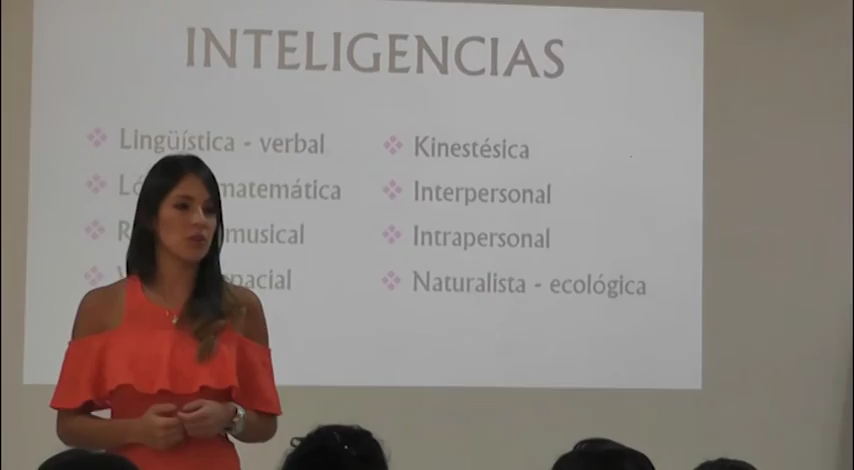 INTELIGENCIAS
Lingüística - verbal
matemática
musical
Kinestésica
Interpersonal
Intrapersonal
Naturalista - ecológica